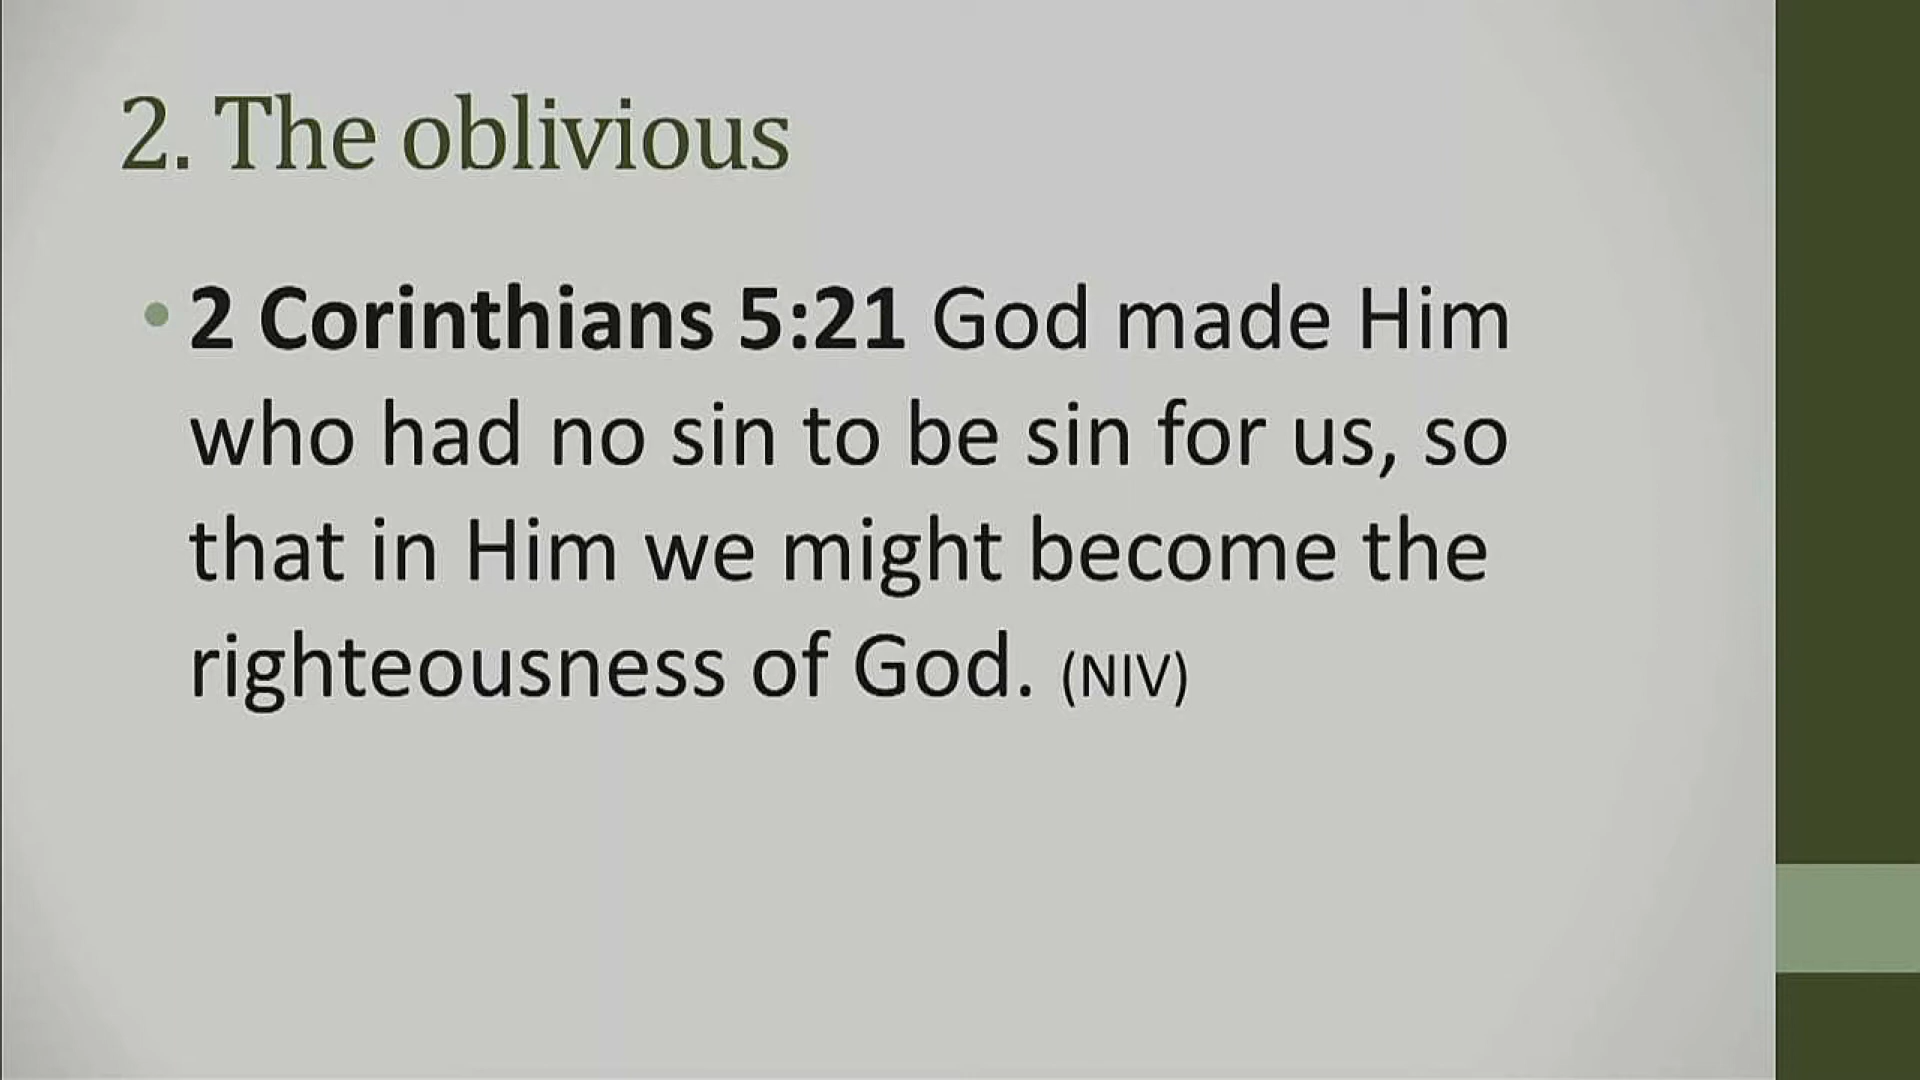 2. The oblivious
• 2 Corinthians 5:21 God made Him
who had no sin to be sin for us, so
that in Him we might become the
righteousness of God. (NIV)